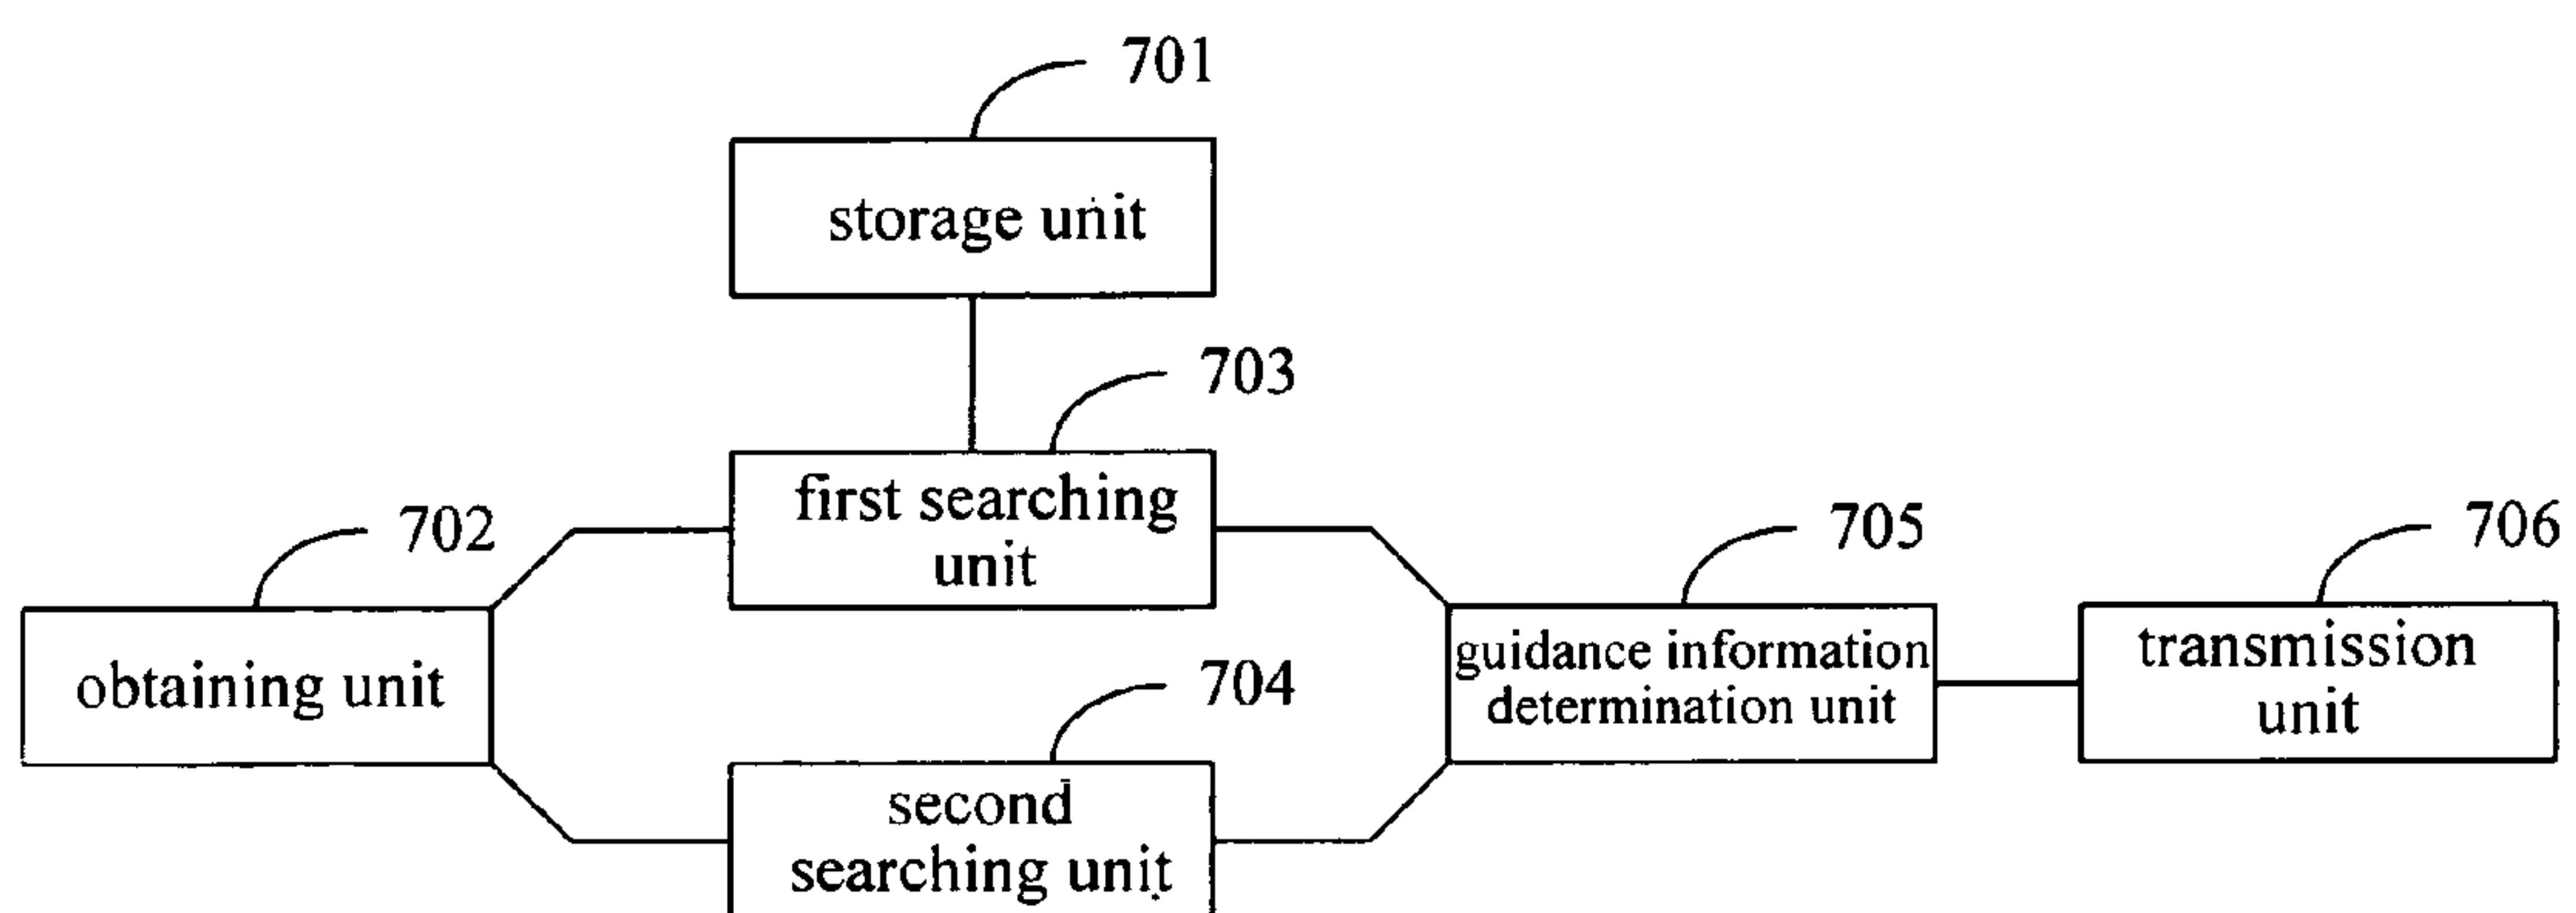 701
storage unit
703
first searching
unit
702
obtaining unit
704
second
searching unit
705
guidance information
determination unit
706
transmission
unit